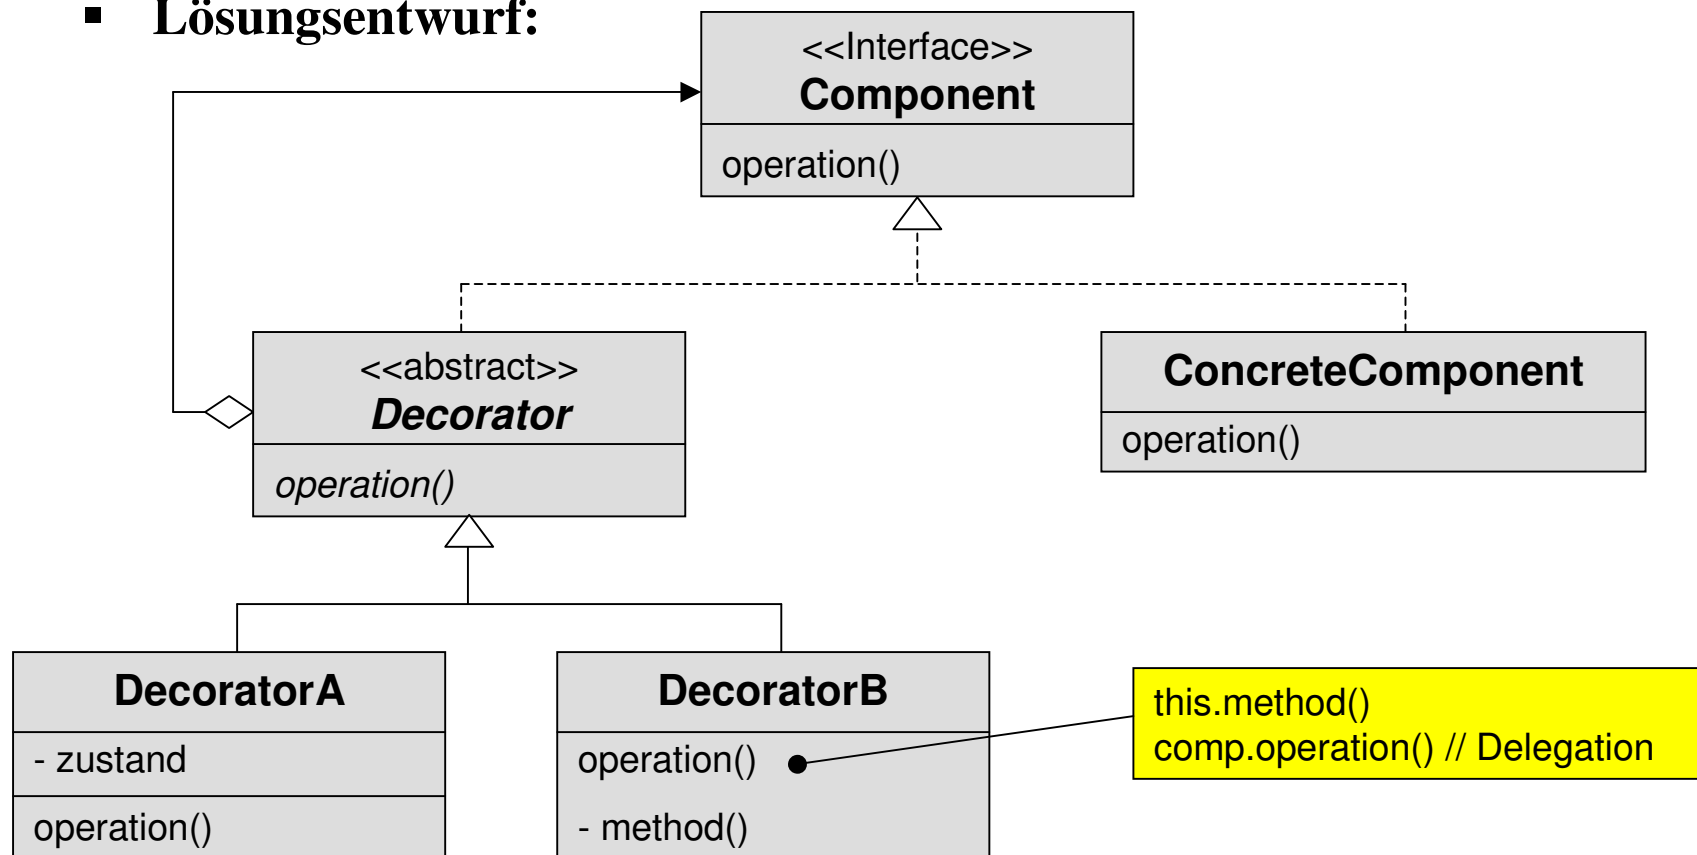 ▪ Lösungsentwurf:
<<Interface>>
Component
operation()
<<abstract>>
Decorator
operation()
ConcreteComponent
operation()
DecoratorA
- zustand
operation()
DecoratorB
operation()
- method()
this.method()
comp.operation() // Delegation